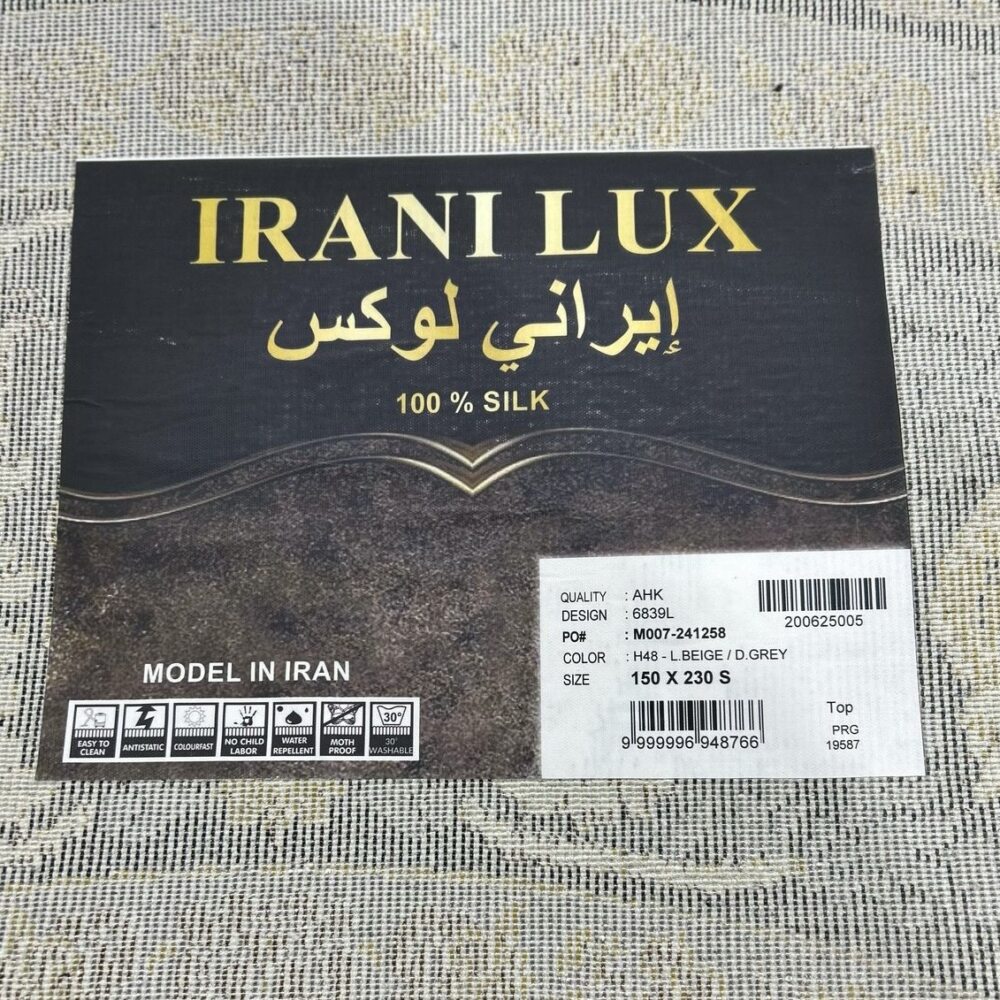 IRANI LUX
إيراني لوكس
100 % SILK
MODEL IN IRAN
EASY TO CLEAN
ANTISTATIC
COLOURFAST
NO CHILD LABOR
WATER REPELLENT
MOTH PROOF
30°
30° WASHABLE
QUALITY : AHK
DESIGN : 6839L
PO# : M007-241258
COLOR : H48 - L.BEIGE / D.GREY
SIZE 150 X 230 S
200625005
9 999996 948766
Top
PRG
19587